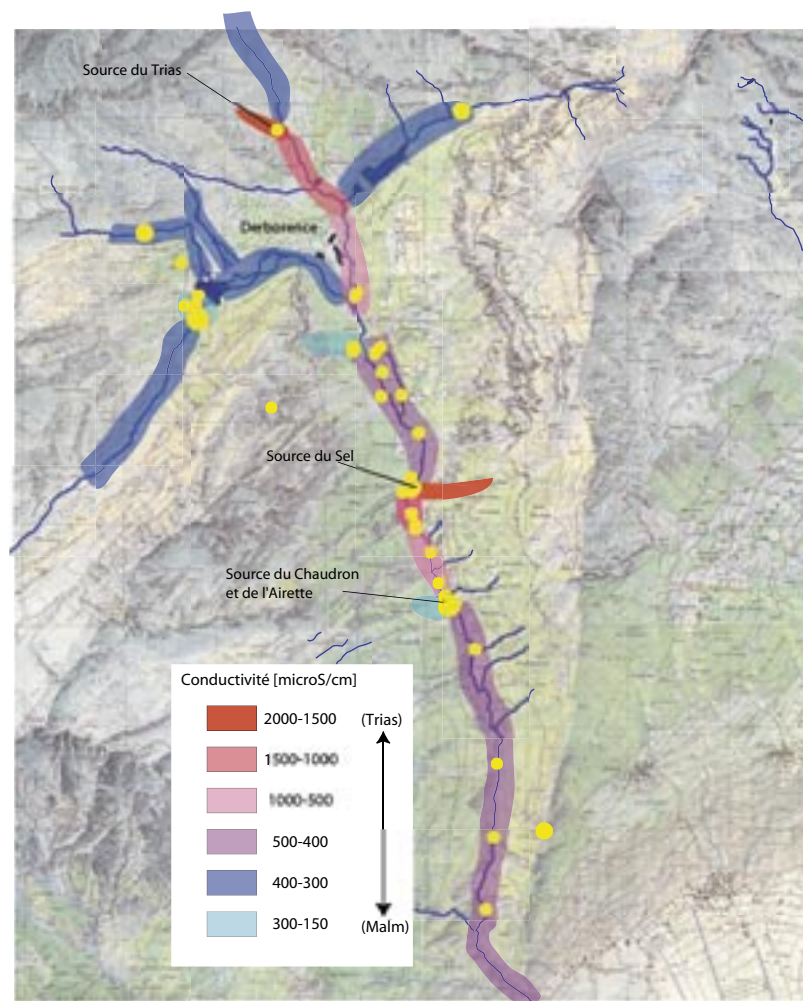 Source du Trias
Derborence
Source du Sel
Source du Chaudron
et de l'Airette
Conductivité [microS/cm]
2000-1500
(Trias)
1500-1000
1000-500
500-400
400-300
300-150
(Malm)